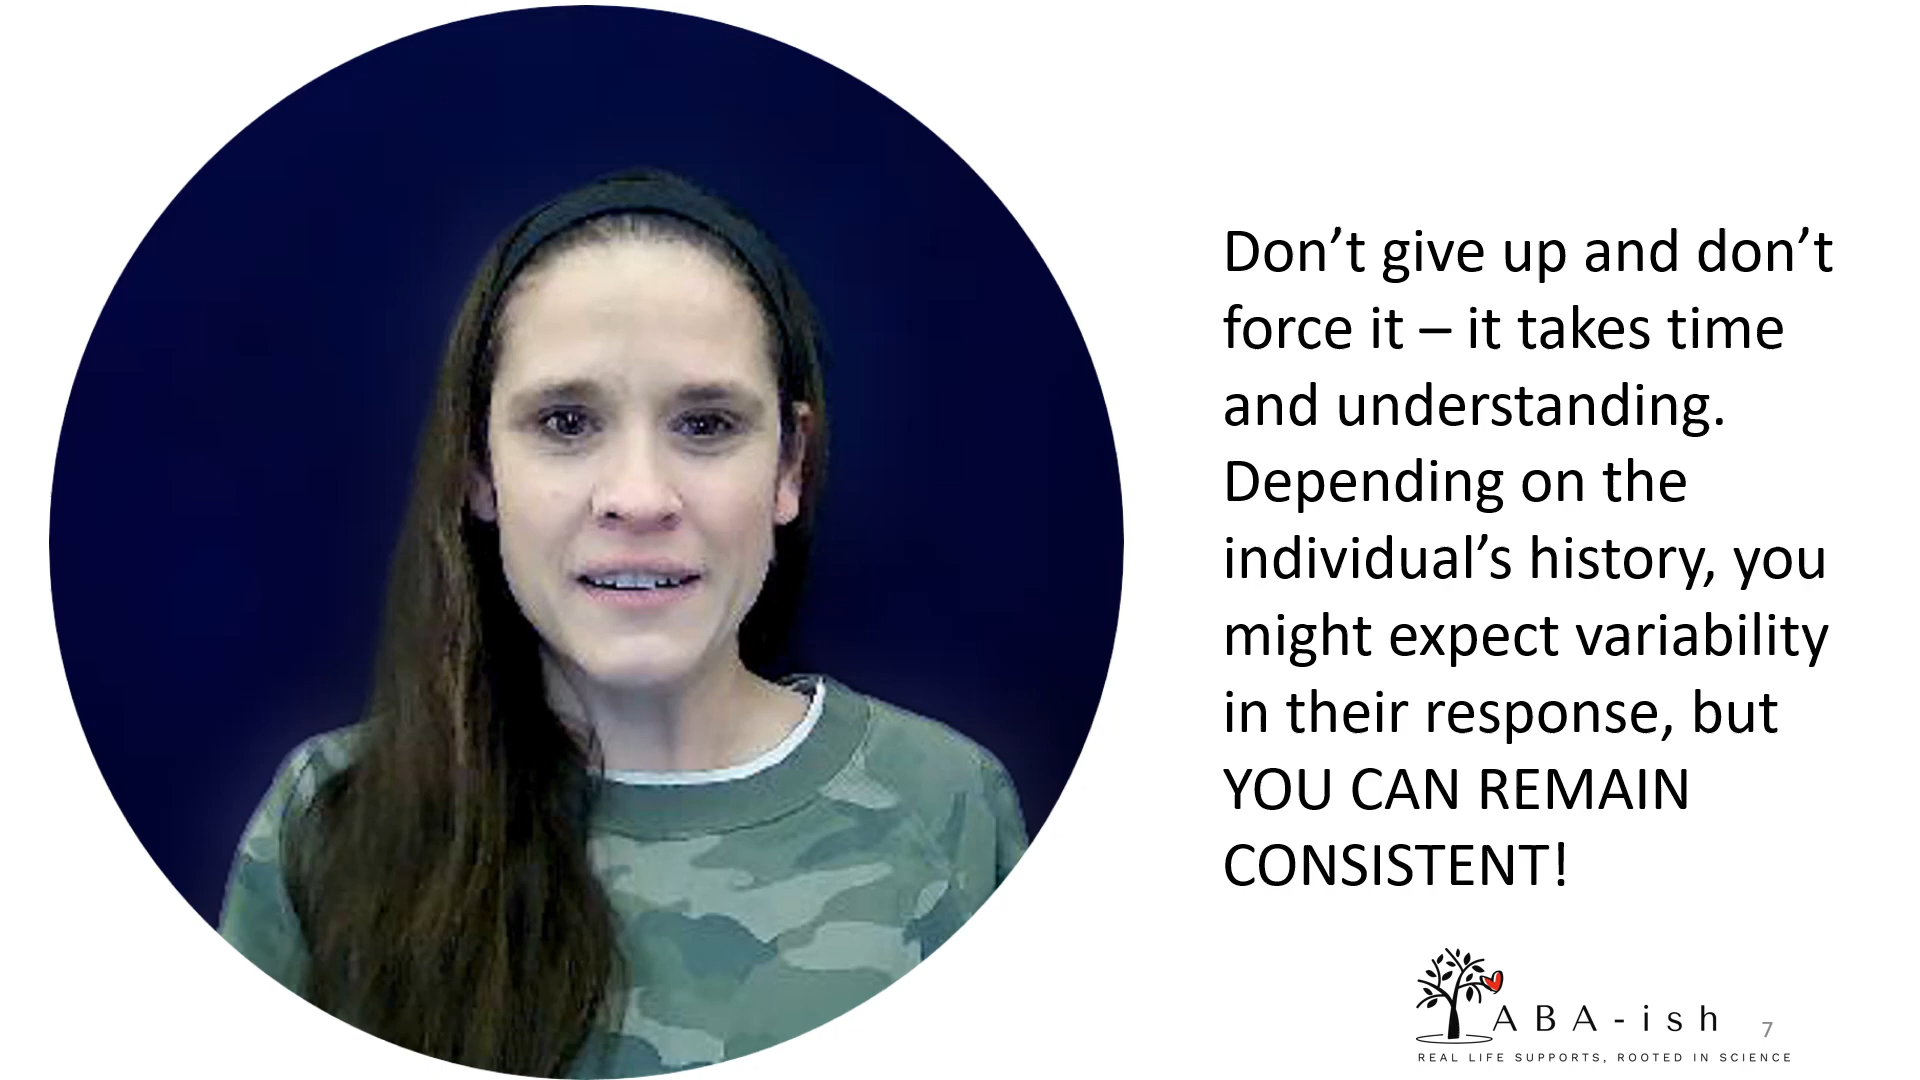 Don’t give up and don’t
force it – it takes time
and understanding.
Depending on the
individual’s history, you
might expect variability
in their response, but
YOU CAN REMAIN
CONSISTENT!
ABA-ish
7
REAL LIFE SUPPORTS, ROOTED IN SCIENCE